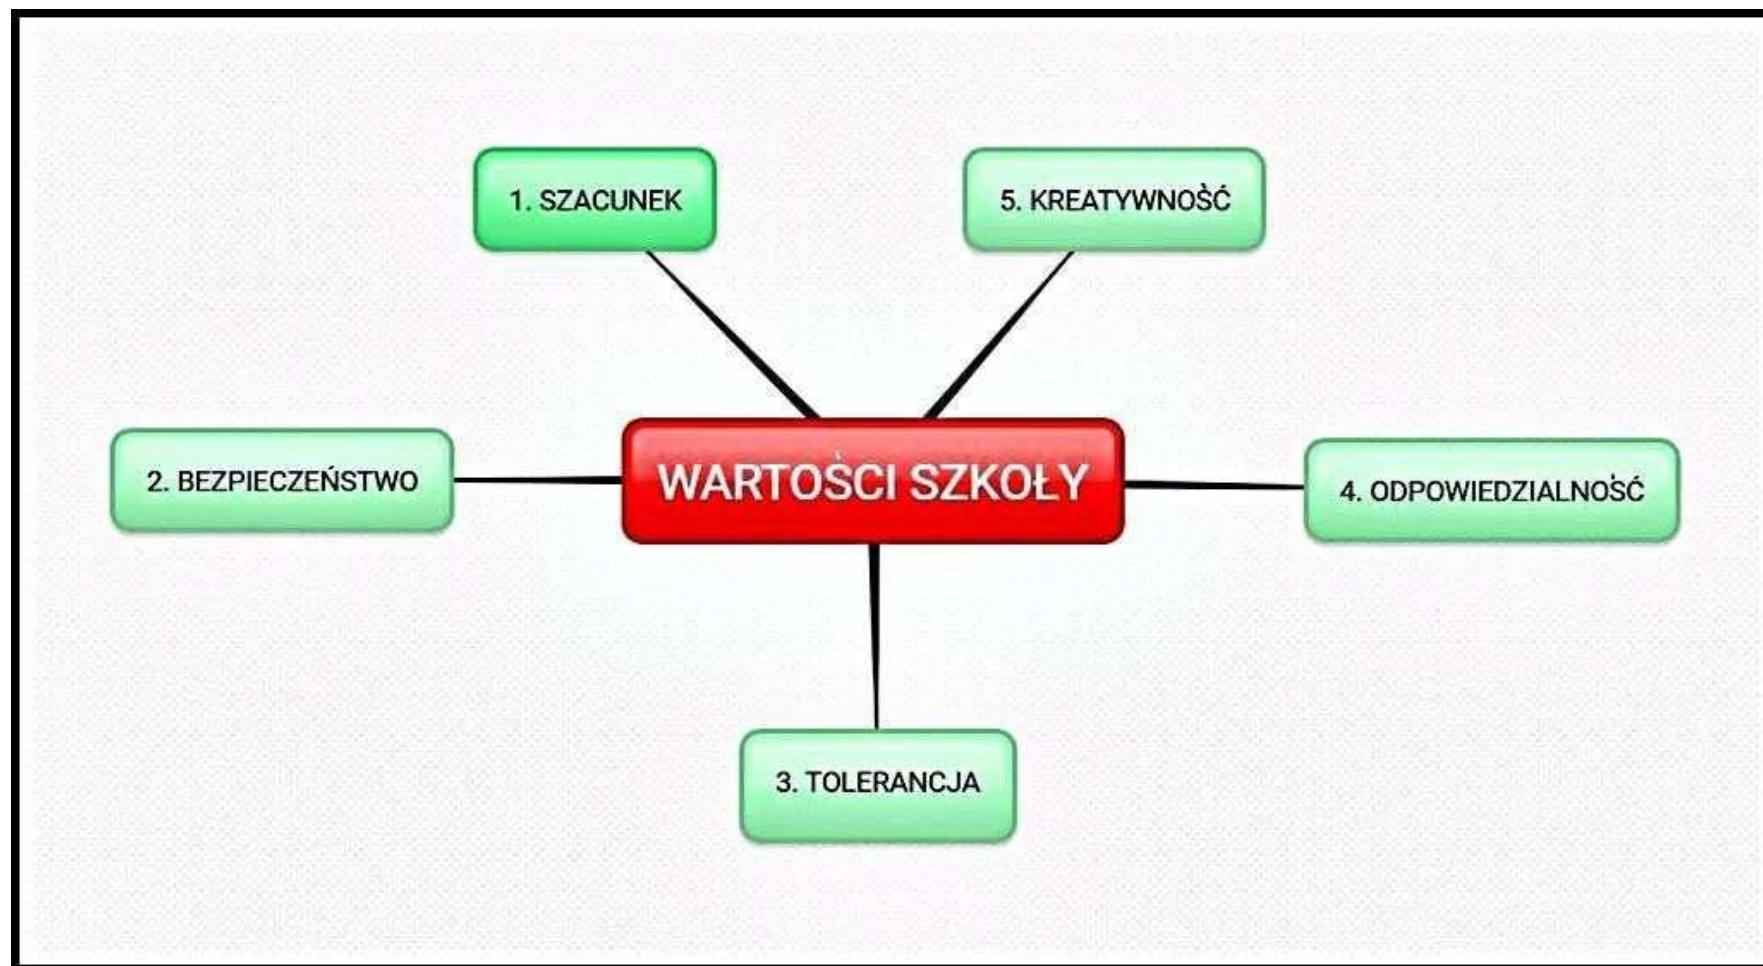 1. SZACUNEK
5. KREATYWNOŚĆ
2. BEZPIECZEŃSTWO
WARTOŚCI SZKOŁY
4. ODPOWIEDZIALNOŚĆ
3. TOLERANCJA